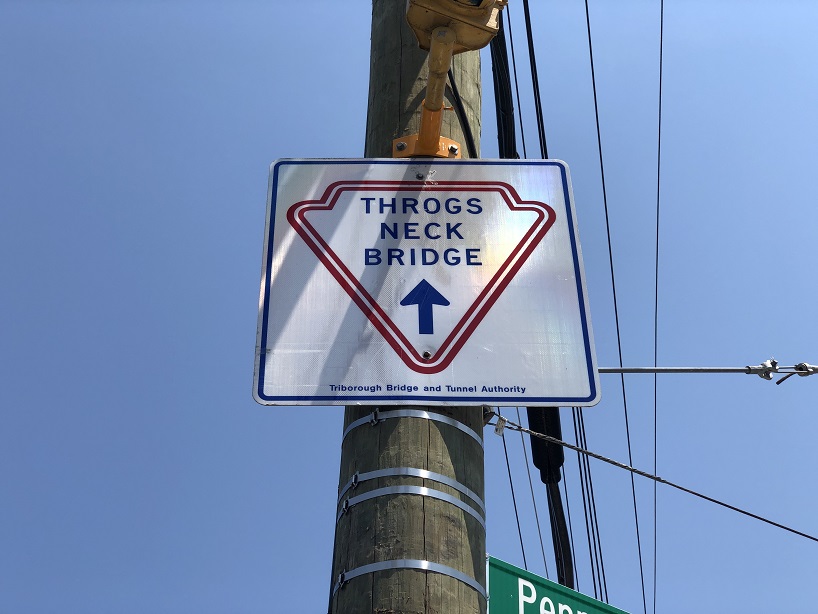 THROGS
NECK
BRIDGE
Triborough Bridge and Tunnel Authority